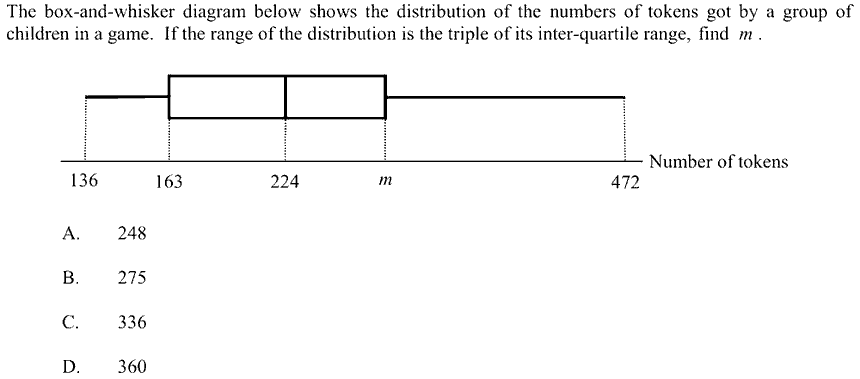 The box-and-whisker diagram below shows the distribution of the numbers of tokens got by a group of
children in a game. If the range of the distribution is the triple of its inter-quartile range, find m .
Number of tokens
136 163 224 m 472
A. 248
B. 275
C. 336
D. 360